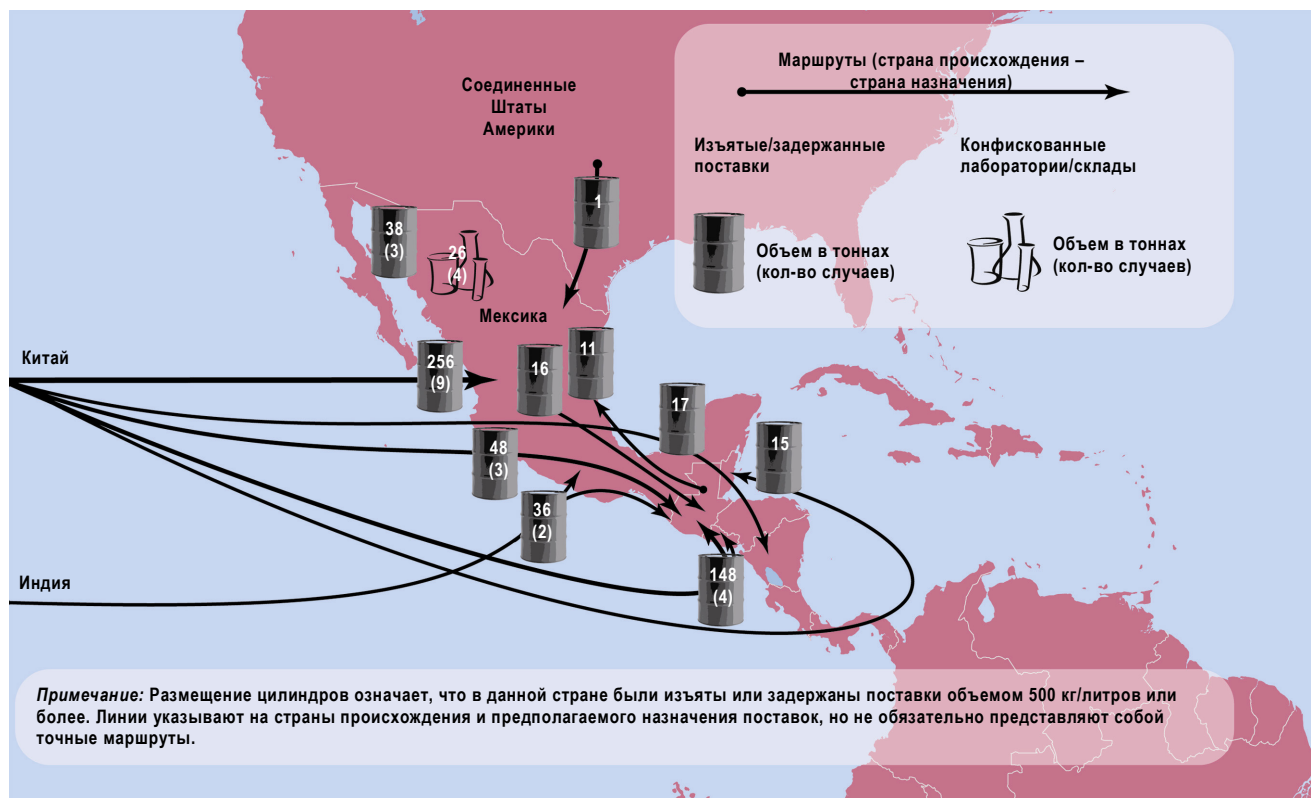 Соединенные
Штаты
Америки
Маршруты (страна происхождения –
страна назначения)
Изъятые/задержанные
поставки
Конфискованные
лаборатории/склады
Объем в тоннах
(кол-во случаев)
Объем в тоннах
(кол-во случаев)
1
38
(3)
26
(4)
Мексика
Китай
256
(9)
16
11
17
15
48
(3)
36
(2)
Индия
148
(4)
Примечание: Размещение цилиндров означает, что в данной стране были изъяты или задержаны поставки объемом 500 кг/литров или
более. Линии указывают на страны происхождения и предполагаемого назначения поставок, но не обязательно представляют собой
точные маршруты.